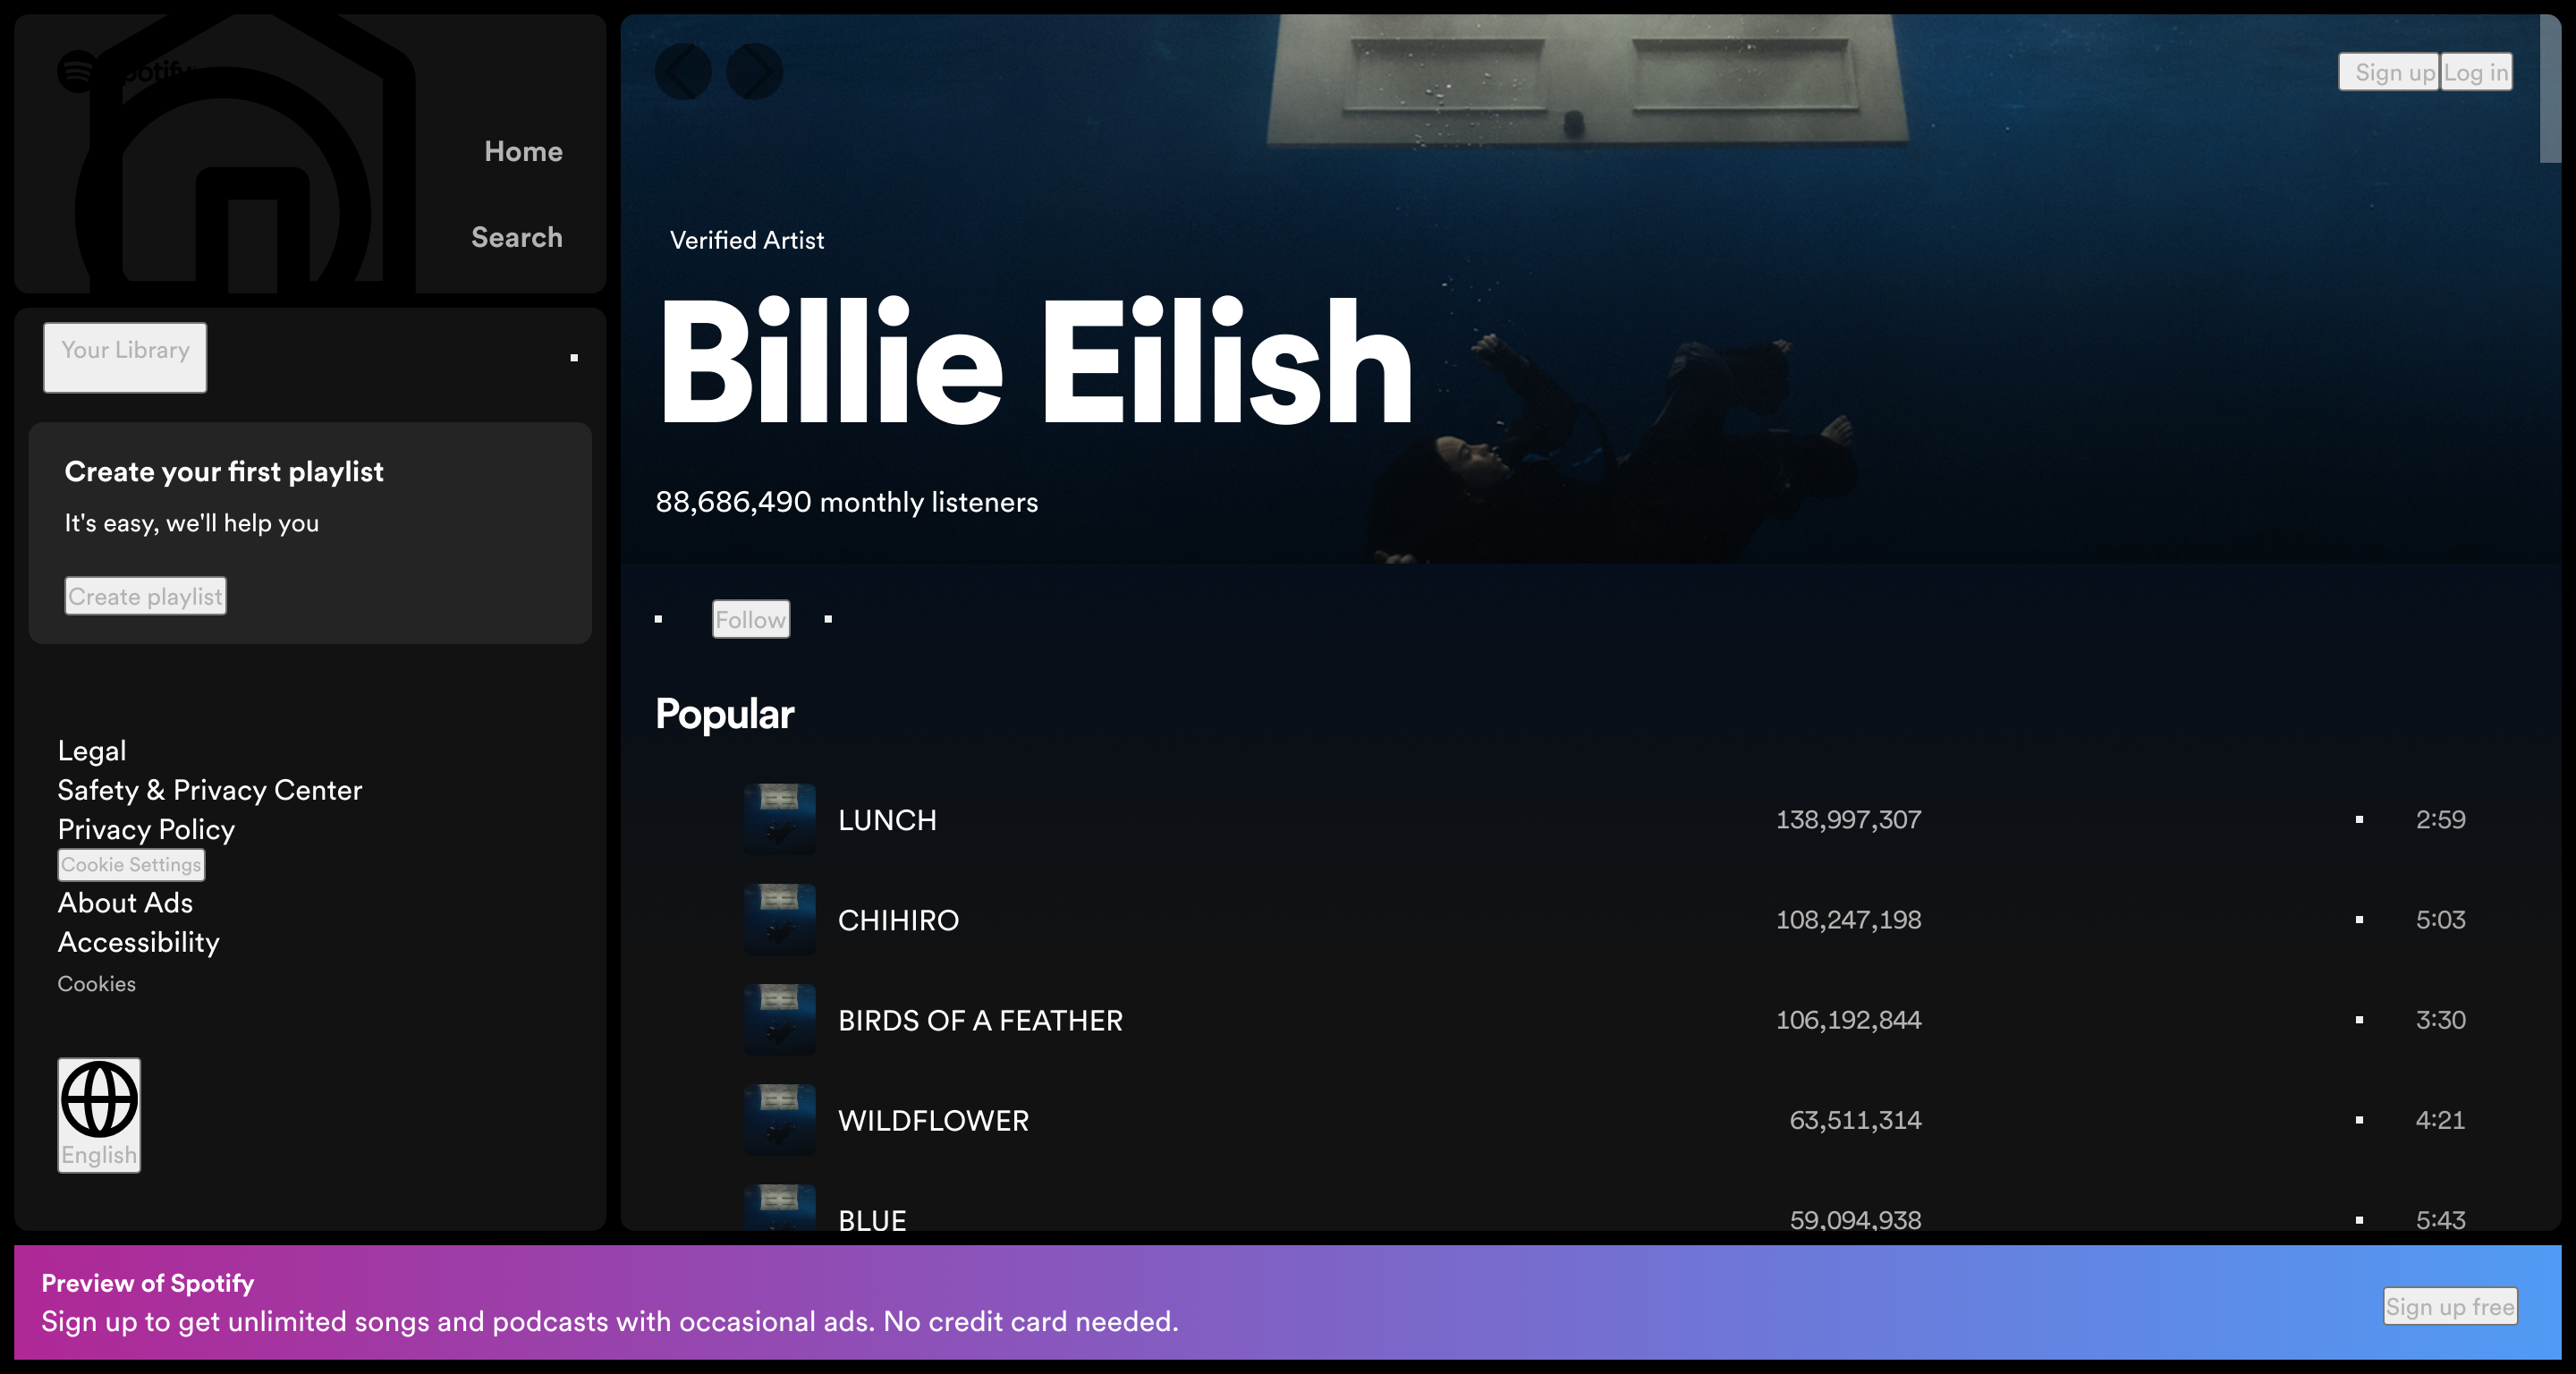 Spotify
Home
Search
Your Library
Create your first playlist
It's easy, we'll help you
Create playlist
Legal
Safety & Privacy Center
Privacy Policy
Cookie Settings
About Ads
Accessibility
Cookies
English
Sign up Log in
Verified Artist
Billie Eilish
88,686,490 monthly listeners
Follow
Popular
LUNCH 138,997,307 2:59
CHIHIRO 108,247,198 5:03
BIRDS OF A FEATHER 106,192,844 3:30
WILDFLOWER 63,511,314 4:21
BLUE 59,094,938 5:43
Preview of Spotify
Sign up to get unlimited songs and podcasts with occasional ads. No credit card needed.
Sign up free